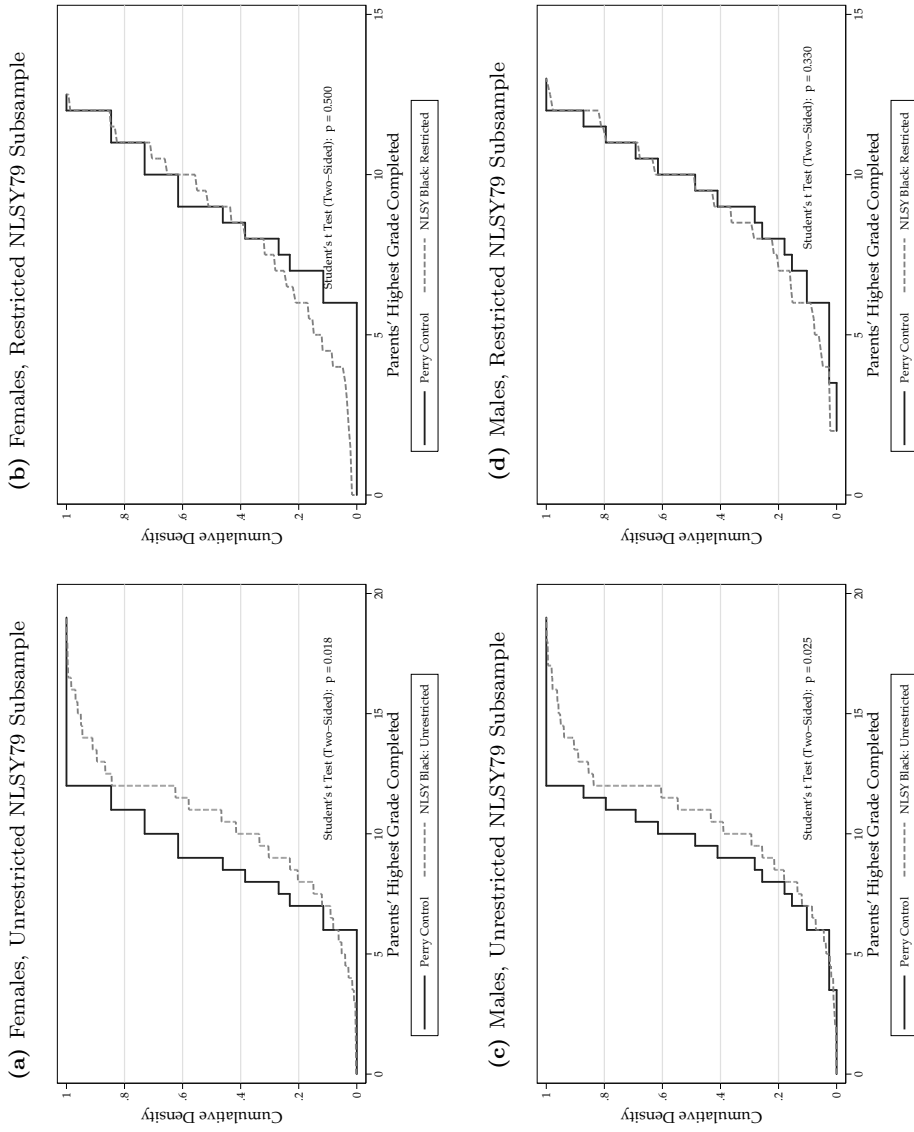 (a) Females, Unrestricted NLSY79 Subsample
Cumulative Density
1
.8
.6
.4
.2
0
Student's t Test (Two−Sided): p = 0.018
0
5
10
15
20
Parents' Highest Grade Completed
Perry Control
NLSY Black: Unrestricted
(b) Females, Restricted NLSY79 Subsample
Cumulative Density
1
.8
.6
.4
.2
0
Student's t Test (Two−Sided): p = 0.500
0
5
10
15
Parents' Highest Grade Completed
Perry Control
NLSY Black: Restricted
(c) Males, Unrestricted NLSY79 Subsample
Cumulative Density
1
.8
.6
.4
.2
0
Student's t Test (Two−Sided): p = 0.025
0
5
10
15
20
Parents' Highest Grade Completed
Perry Control
NLSY Black: Unrestricted
(d) Males, Restricted NLSY79 Subsample
Cumulative Density
1
.8
.6
.4
.2
0
Student's t Test (Two−Sided): p = 0.330
0
5
10
15
Parents' Highest Grade Completed
Perry Control
NLSY Black: Restricted